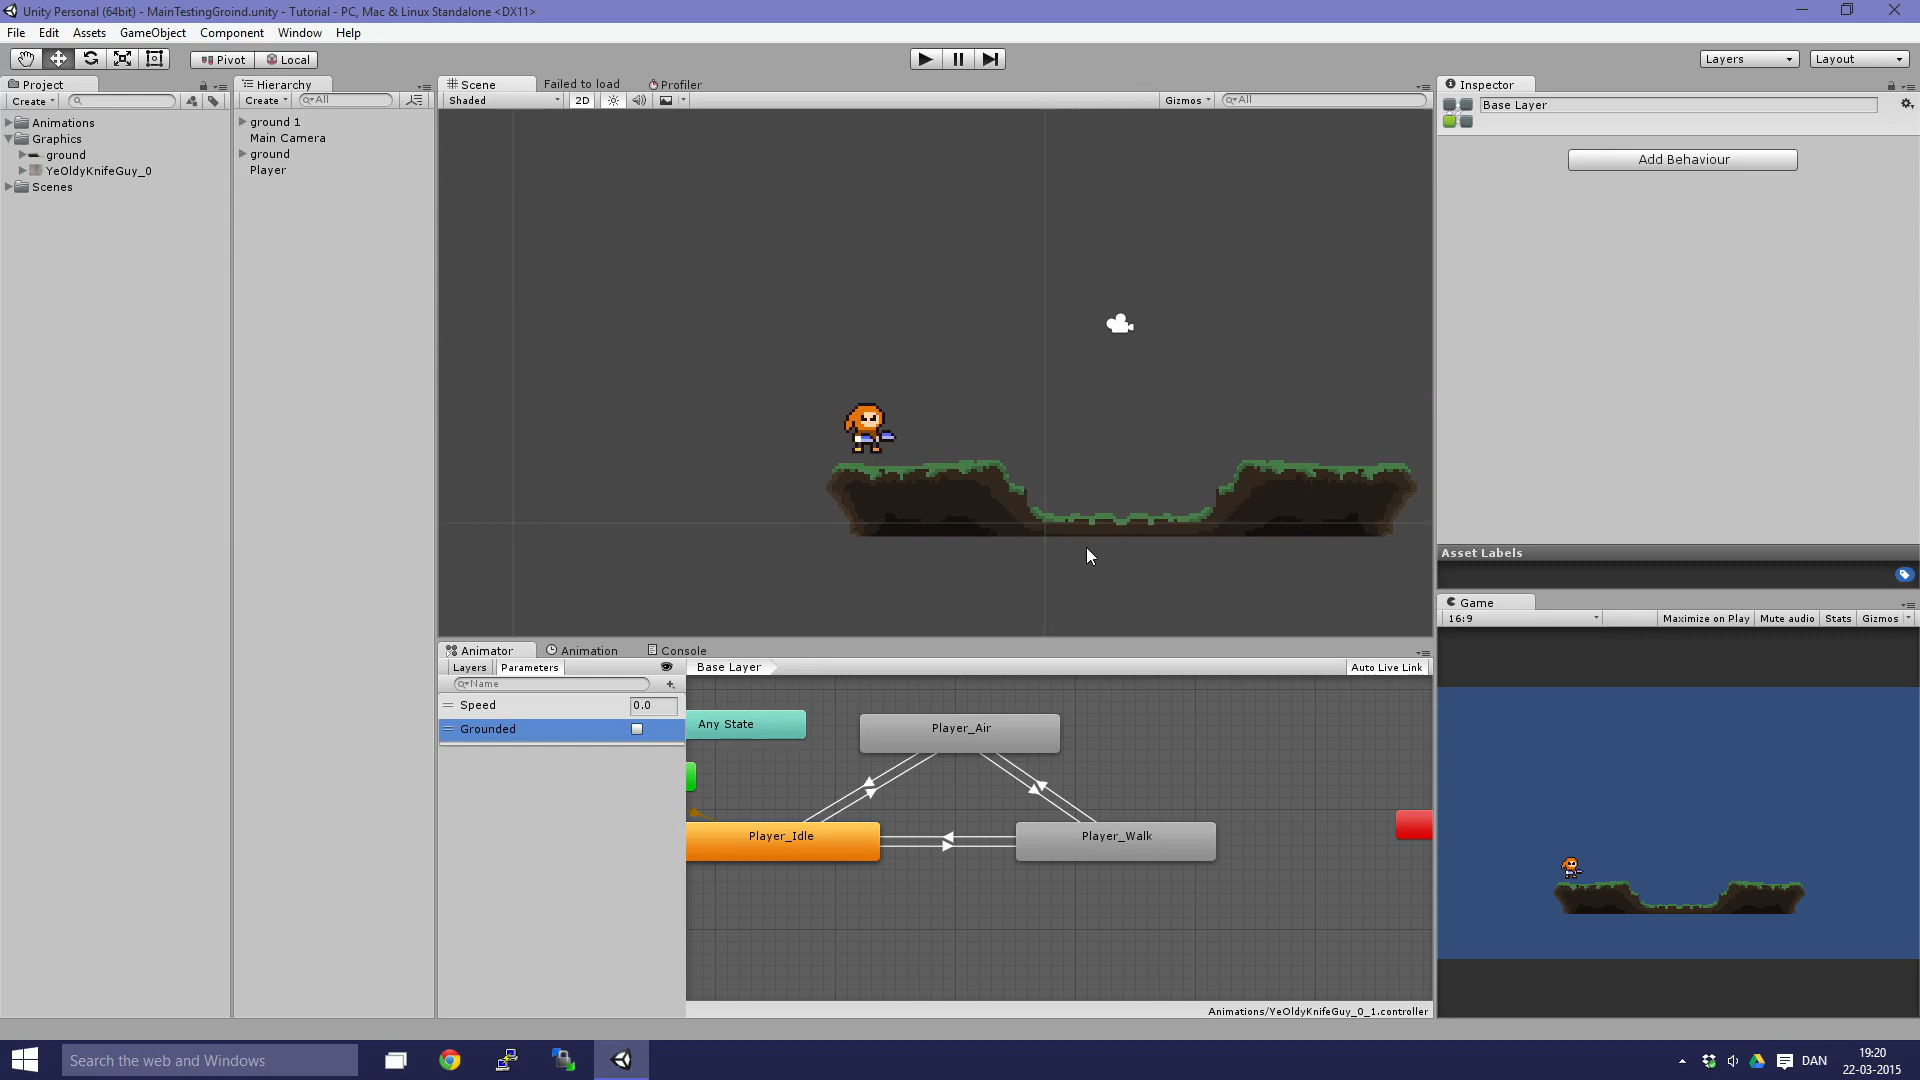 Unity Personal (64bit) - MainTestingGroind.unity - Tutorial - PC, Mac & Linux Standalone <DX11>
File Edit Assets GameObject Component Window Help
Pivot Local Layers Layout
Project Hierarchy Scene Failed to load Profiler Inspector
Create Create All Shaded 2D Gizmos All Base Layer
Animations
Graphics
ground
YeOldyKnifeGuy_0
Scenes
ground 1
Main Camera
ground
Player
Add Behaviour
Asset Labels
Game
16:9 Maximize on Play Mute audio Stats Gizmos
Animator Animation Console
Layers Parameters Base Layer Auto Live Link
Name
Speed 0.0
Grounded
Any State
Player_Air
Player_Idle
Player_Walk
Animations/YeOldyKnifeGuy_0_1.controller
Search the web and Windows
DAN
19:20
22-03-2015